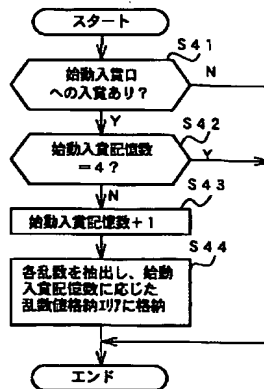 スタート
S41
始動入賞口
への入賞あり?
N
Y
S42
始動入賞記憶数
=4?
Y
N
S43
始動入賞記憶数+1
S44
各乱数を抽出し、始動
入賞記憶数に応じた
乱数値格納エリアに格納
エンド